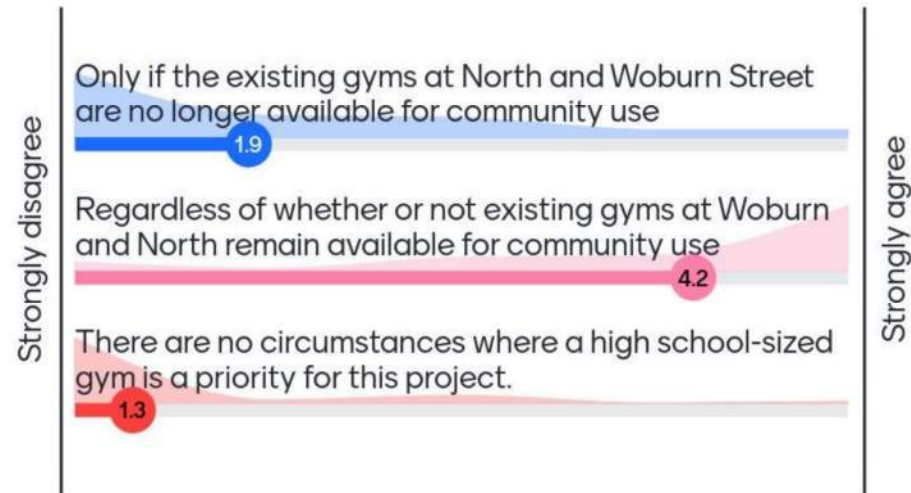 Strongly disagree
Only if the existing gyms at North and Woburn Street
are no longer available for community use
1.9
Regardless of whether or not existing gyms at Woburn
and North remain available for community use
4.2
There are no circumstances where a high school-sized
gym is a priority for this project.
1.3
Strongly agree